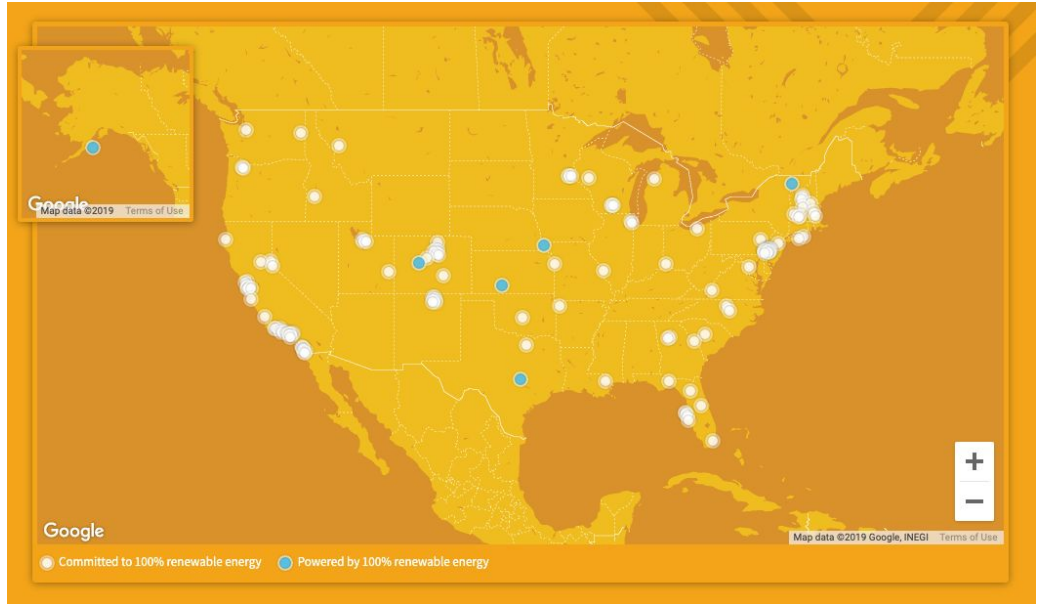 Google
Map data ©2019 Terms of Use
Google
Map data ©2019 Google, INEGI Terms of Use
Committed to 100% renewable energy Powered by 100% renewable energy